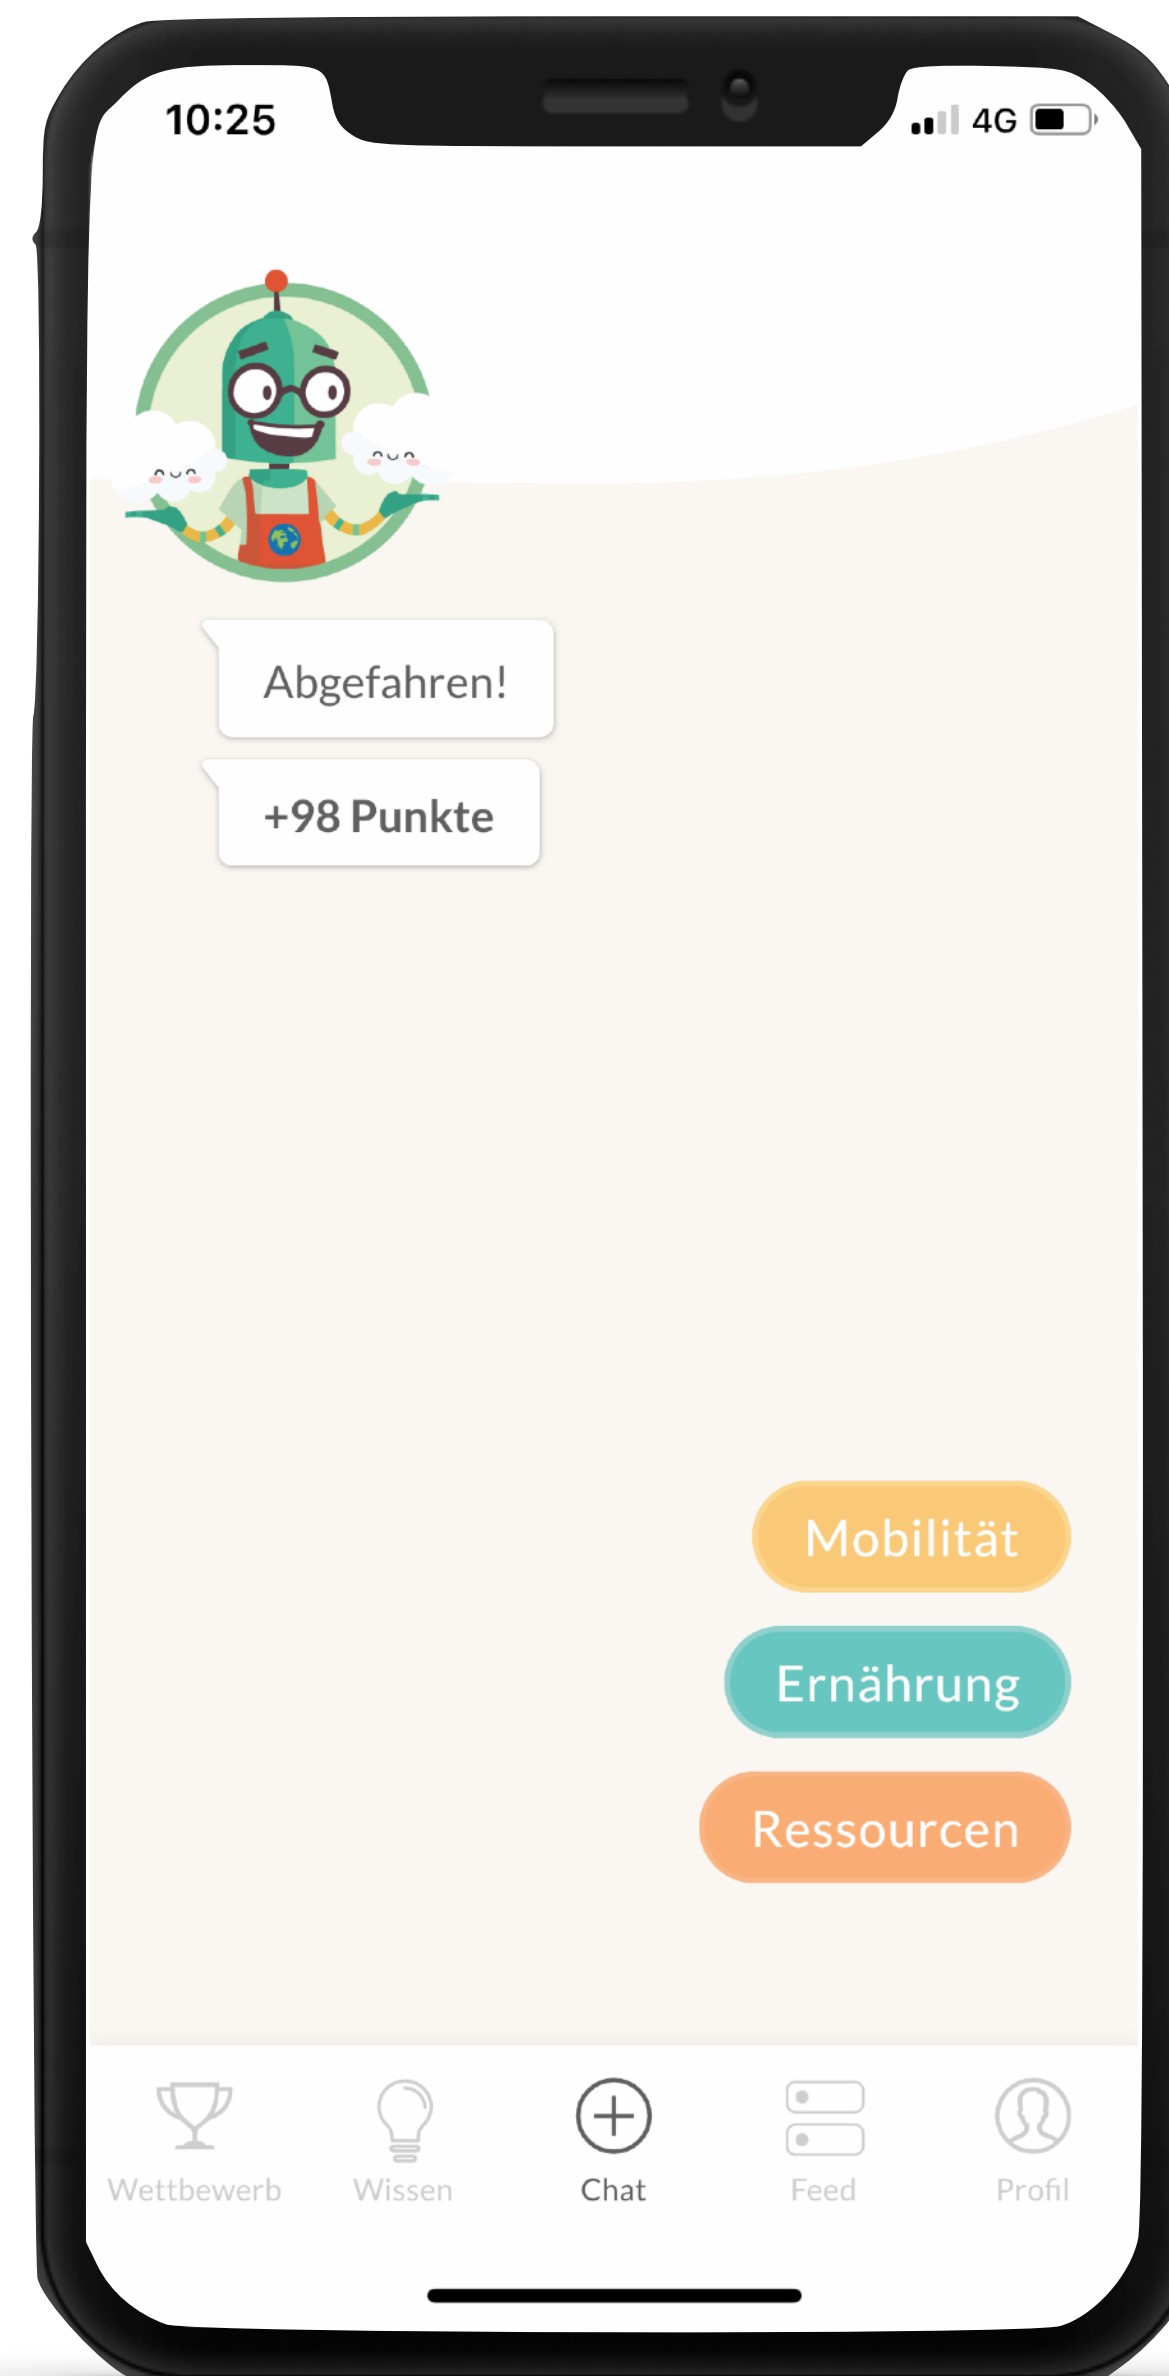 10:25
4G
Abgefahren!
+98 Punkte
Mobilität
Ernährung
Ressourcen
Wettbewerb
Wissen
Chat
Feed
Profil